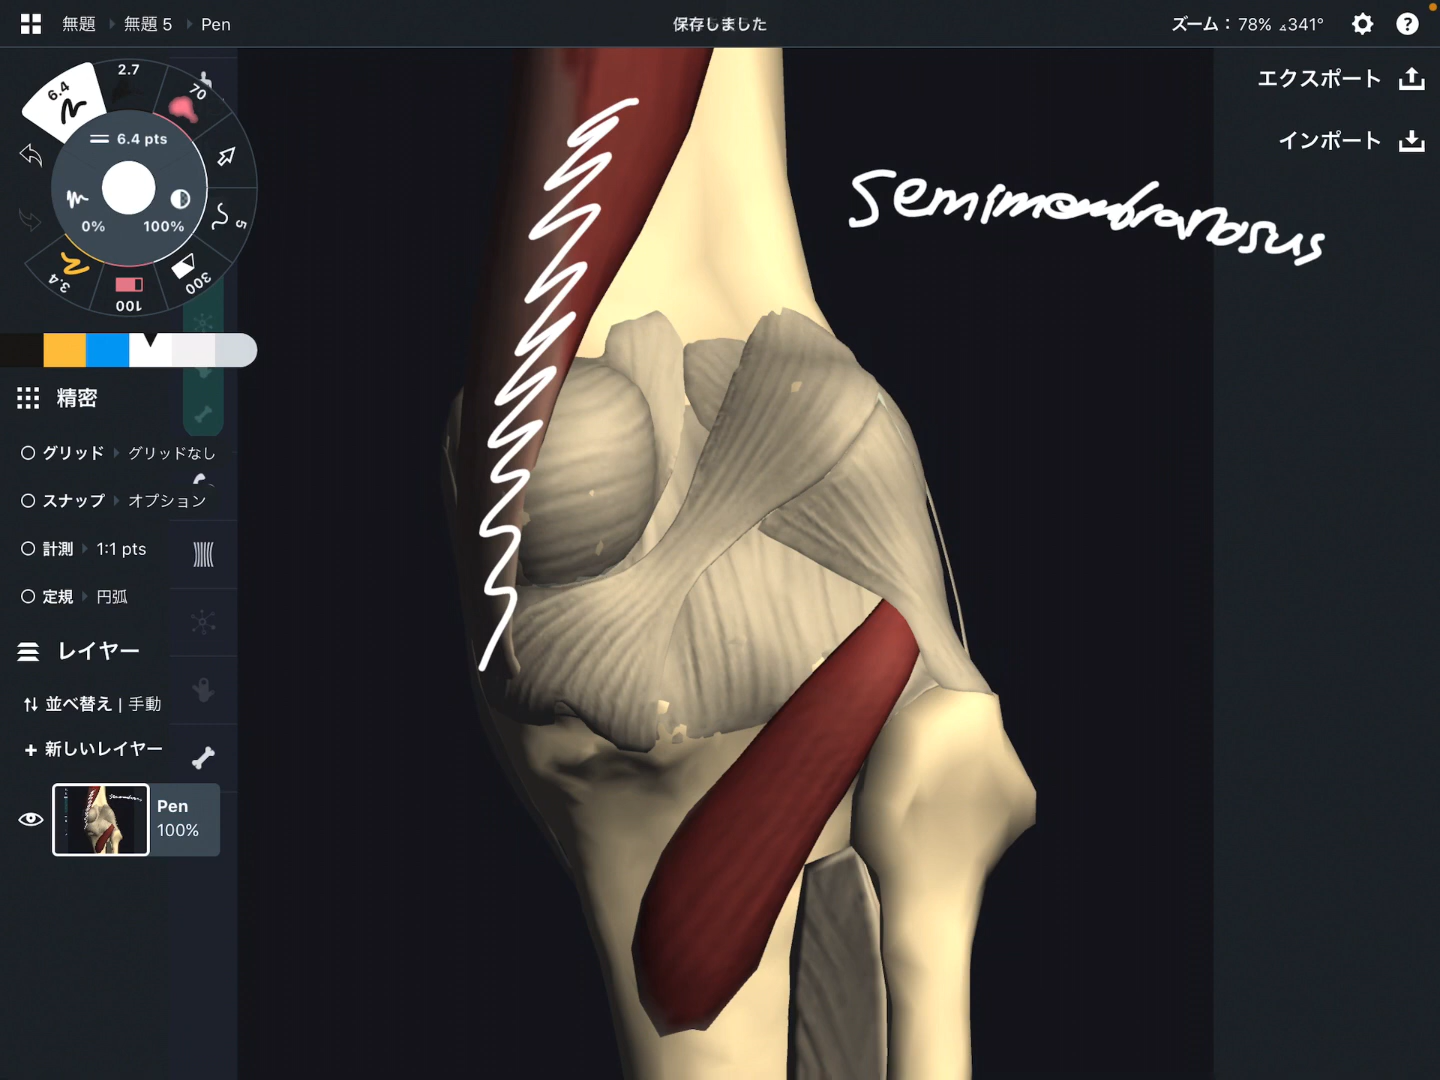 無題 無題 5 Pen
保存しました
ズーム： 78% ⊿341°
エクスポート
インポート
2.7
6.4
70
6.4 pts
0% 100%
5
3.4
100
300
Semimembranosus
精密
グリッド グリッドなし
スナップ オプション
計測 1:1 pts
定規 円弧
レイヤー
並べ替え | 手動
+ 新しいレイヤー
Pen
100%